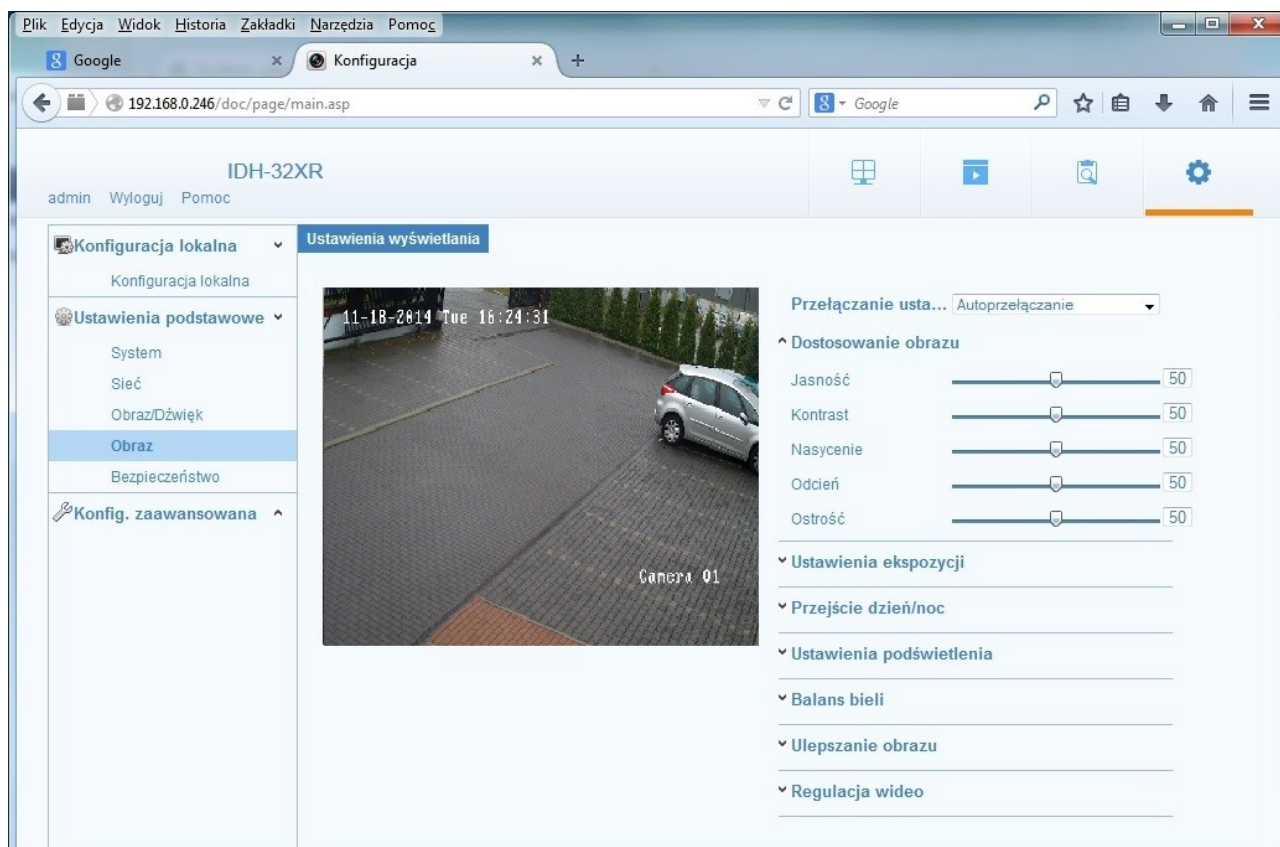 Plik Edycja Widok Historia Zakładki Narzędzia Pomoc
Google
Konfiguracja
192.168.0.246/doc/page/main.asp
Google
IDH-32XR
admin Wyloguj Pomoc
Konfiguracja lokalna
Konfiguracja lokalna
Ustawienia podstawowe
System
Sieć
Obraz/Dźwięk
Obraz
Bezpieczeństwo
Konfig. zaawansowana
Ustawienia wyświetlania
11-18-2014 Tue 16:24:31
Camera 01
Przełączanie usta... Autoprzełączanie
Dostosowanie obrazu
Jasność 50
Kontrast 50
Nasycenie 50
Odcień 50
Ostrość 50
Ustawienia ekspozycji
Przejście dzień/noc
Ustawienia podświetlenia
Balans bieli
Ulepszanie obrazu
Regulacja wideo